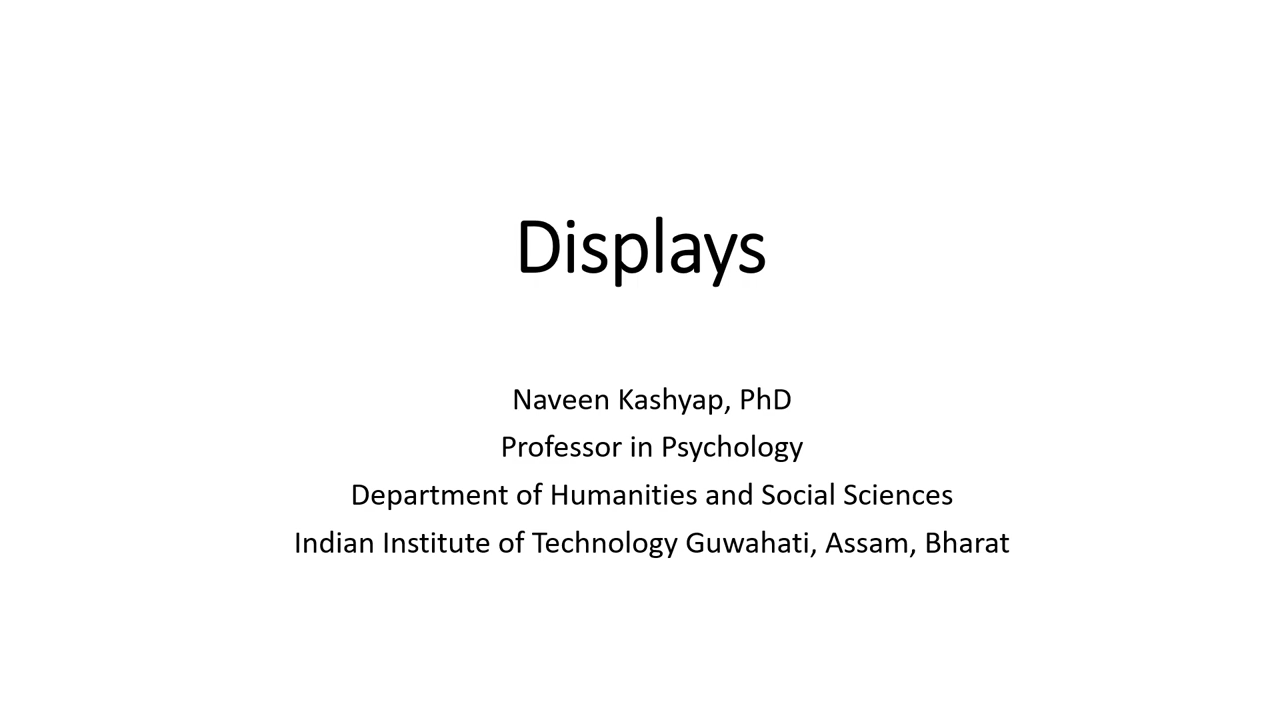 Displays
Naveen Kashyap, PhD
Professor in Psychology
Department of Humanities and Social Sciences
Indian Institute of Technology Guwahati, Assam, Bharat